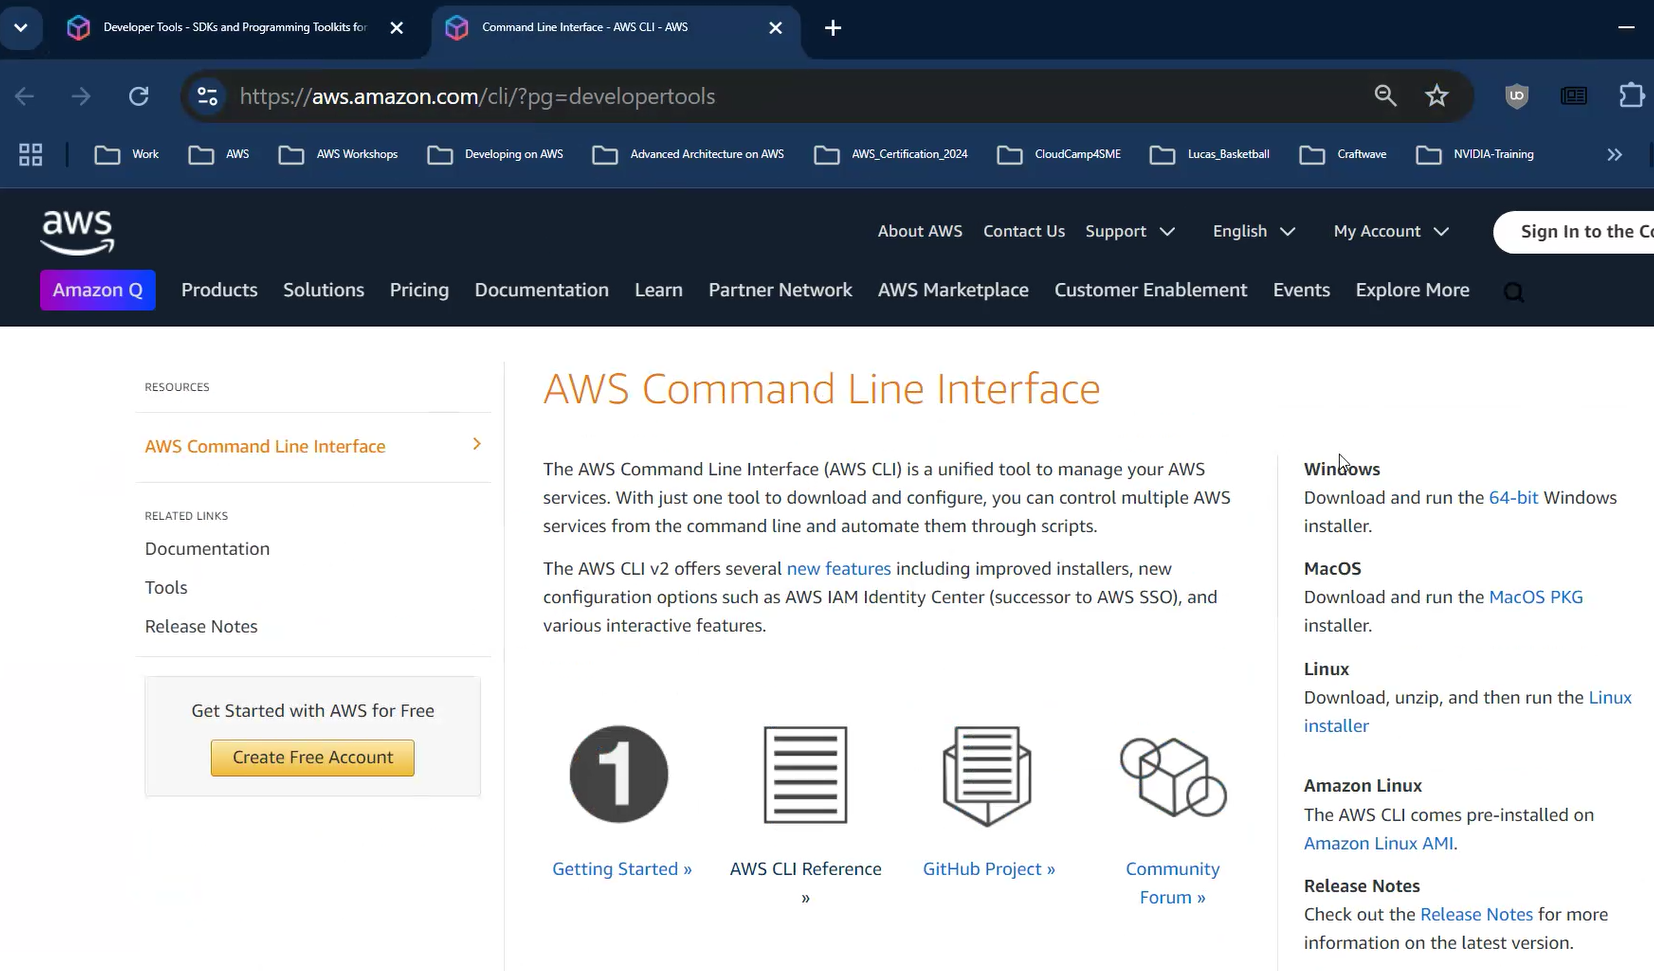 Developer Tools - SDKs and Programming Toolkits for
Command Line Interface - AWS CLI - AWS
https://aws.amazon.com/cli/?pg=developertools
Work
AWS
AWS Workshops
Developing on AWS
Advanced Architecture on AWS
AWS_Certification_2024
CloudCamp4SME
Lucas_Basketball
Craftwave
NVIDIA-Training
aws
About AWS Contact Us Support English My Account Sign In to the Co
Amazon Q Products Solutions Pricing Documentation Learn Partner Network AWS Marketplace Customer Enablement Events Explore More
RESOURCES
AWS Command Line Interface
RELATED LINKS
Documentation
Tools
Release Notes
Get Started with AWS for Free
Create Free Account
AWS Command Line Interface
The AWS Command Line Interface (AWS CLI) is a unified tool to manage your AWS
services. With just one tool to download and configure, you can control multiple AWS
services from the command line and automate them through scripts.
The AWS CLI v2 offers several new features including improved installers, new
configuration options such as AWS IAM Identity Center (successor to AWS SSO), and
various interactive features.
1
Getting Started »
AWS CLI Reference
»
GitHub Project »
Community
Forum »
Windows
Download and run the 64-bit Windows
installer.
MacOS
Download and run the MacOS PKG
installer.
Linux
Download, unzip, and then run the Linux
installer
Amazon Linux
The AWS CLI comes pre-installed on
Amazon Linux AMI.
Release Notes
Check out the Release Notes for more
information on the latest version.